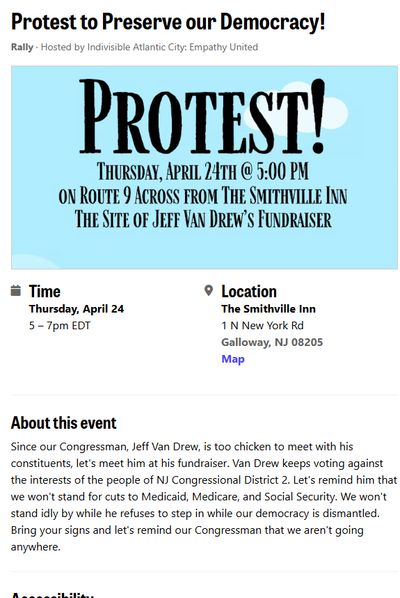 Protest to Preserve our Democracy!
Rally · Hosted by Indivisible Atlantic City: Empathy United
PROTEST!
THURSDAY, APRIL 24TH @ 5:00 PM
ON ROUTE 9 ACROSS FROM THE SMITHVILLE INN
THE SITE OF JEFF VAN DREW'S FUNDRAISER
Time
Thursday, April 24
5 – 7pm EDT
Location
The Smithville Inn
1 N New York Rd
Galloway, NJ 08205
Map
About this event
Since our Congressman, Jeff Van Drew, is too chicken to meet with his
constituents, let's meet him at his fundraiser. Van Drew keeps voting against
the interests of the people of NJ Congressional District 2. Let's remind him that
we won't stand for cuts to Medicaid, Medicare, and Social Security. We won't
stand idly by while he refuses to step in while our democracy is dismantled.
Bring your signs and let's remind our Congressman that we aren't going
anywhere.
Accessibility